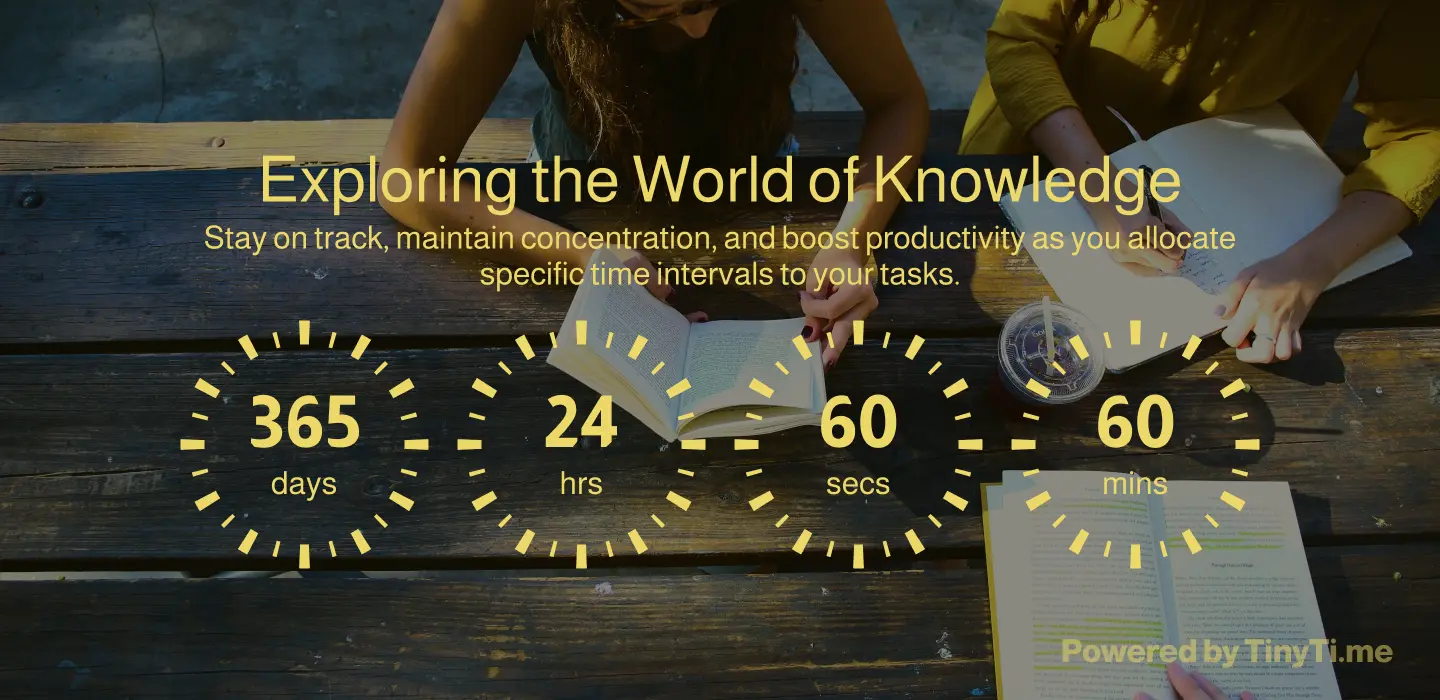 Exploring the World of Knowledge
Stay on track, maintain concentration, and boost productivity as you allocate
specific time intervals to your tasks.
365
24
60
60
days
hrs
secs
mins
Powered by TinyTi.me